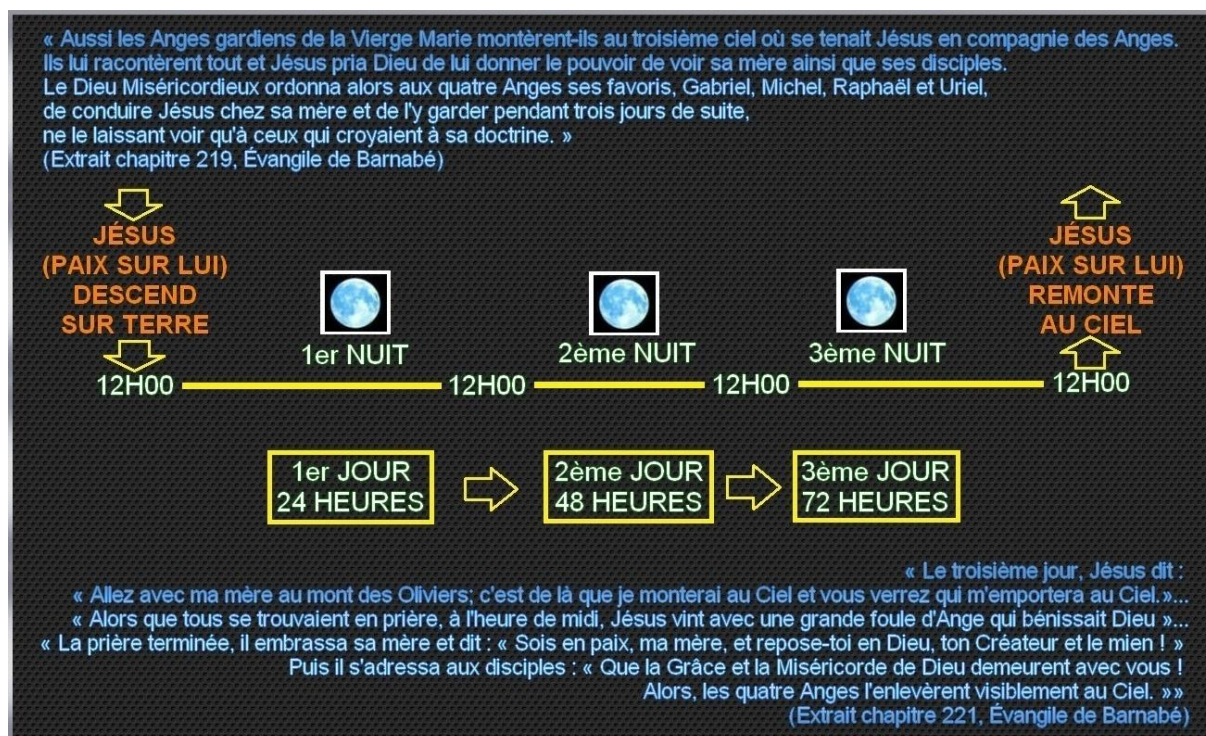 « Aussi les Anges gardiens de la Vierge Marie montèrent-ils au troisième ciel où se tenait Jésus en compagnie des Anges.
Ils lui racontèrent tout et Jésus pria Dieu de lui donner le pouvoir de voir sa mère ainsi que ses disciples.
Le Dieu Miséricordieux ordonna alors aux quatre Anges ses favoris, Gabriel, Michel, Raphaël et Uriel,
de conduire Jésus chez sa mère et de l'y garder pendant trois jours de suite,
ne le laissant voir qu'à ceux qui croyaient à sa doctrine. »
(Extrait chapitre 219, Évangile de Barnabé)
JÉSUS
(PAIX SUR LUI)
DESCEND
SUR TERRE
JÉSUS
(PAIX SUR LUI)
REMONTE
AU CIEL
1er NUIT
2ème NUIT
3ème NUIT
12H00
12H00
12H00
12H00
1er JOUR
24 HEURES
2ème JOUR
48 HEURES
3ème JOUR
72 HEURES
« Le troisième jour, Jésus dit :
« Allez avec ma mère au mont des Oliviers; c'est de là que je monterai au Ciel et vous verrez qui m'emportera au Ciel.»...
« Alors que tous se trouvaient en prière, à l'heure de midi, Jésus vint avec une grande foule d'Ange qui bénissait Dieu »...
« La prière terminée, il embrassa sa mère et dit : « Sois en paix, ma mère, et repose-toi en Dieu, ton Créateur et le mien ! »
Puis il s'adressa aux disciples : « Que la Grâce et la Miséricorde de Dieu demeurent avec vous !
Alors, les quatre Anges l'enlevèrent visiblement au Ciel. »»
(Extrait chapitre 221, Évangile de Barnabé)